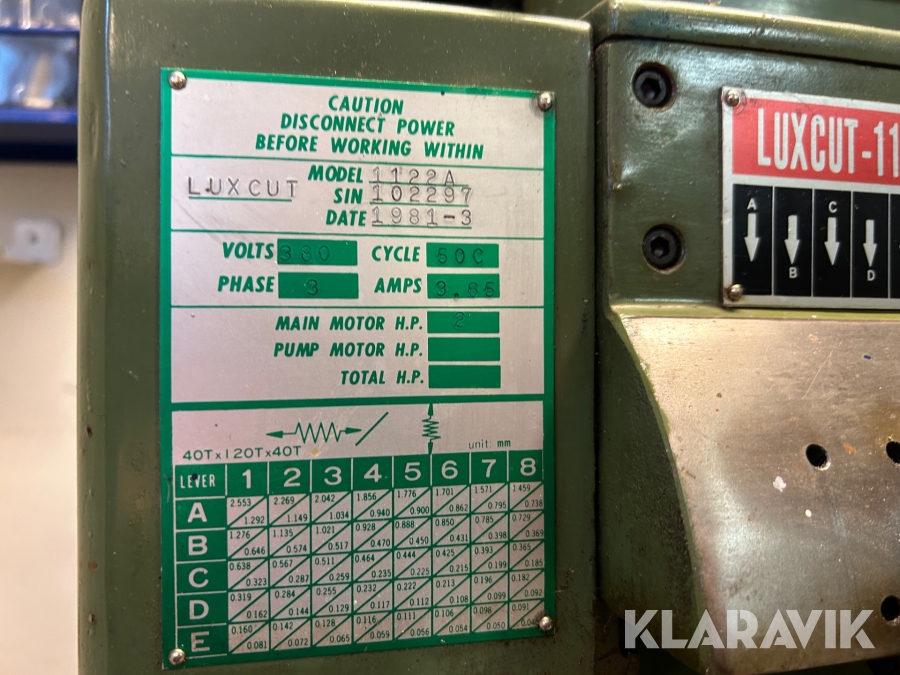 CAUTION
DISCONNECT POWER
BEFORE WORKING WITHIN
LUXCUT
MODEL 1122A
SIN 102297
DATE 1981-3
VOLTS 380 CYCLE 50C
PHASE 3 AMPS 3.65
MAIN MOTOR H.P. 2
PUMP MOTOR H.P.
TOTAL H.P.
40T x 120T x 40T unit mm
LEVER 1 2 3 4 5 6 7 8
A 2.553 1.292 2.269 1.149 2.042 1.034 1.856 0.940 1.776 0.900 1.701 0.862 1.571 0.795 1.459 0.738
B 1.276 0.646 1.135 0.574 1.021 0.517 0.928 0.470 0.888 0.450 0.850 0.431 0.785 0.398 0.729 0.369
C 0.638 0.323 0.567 0.287 0.511 0.259 0.464 0.235 0.444 0.225 0.425 0.215 0.393 0.199 0.365 0.185
D 0.319 0.162 0.284 0.144 0.255 0.129 0.232 0.117 0.222 0.112 0.213 0.108 0.196 0.099 0.182 0.092
E 0.160 0.081 0.142 0.072 0.128 0.065 0.116 0.059 0.111 0.056 0.106 0.054 0.098 0.050 0.091
LUXCUT-11
A B C D
KLARAVIK